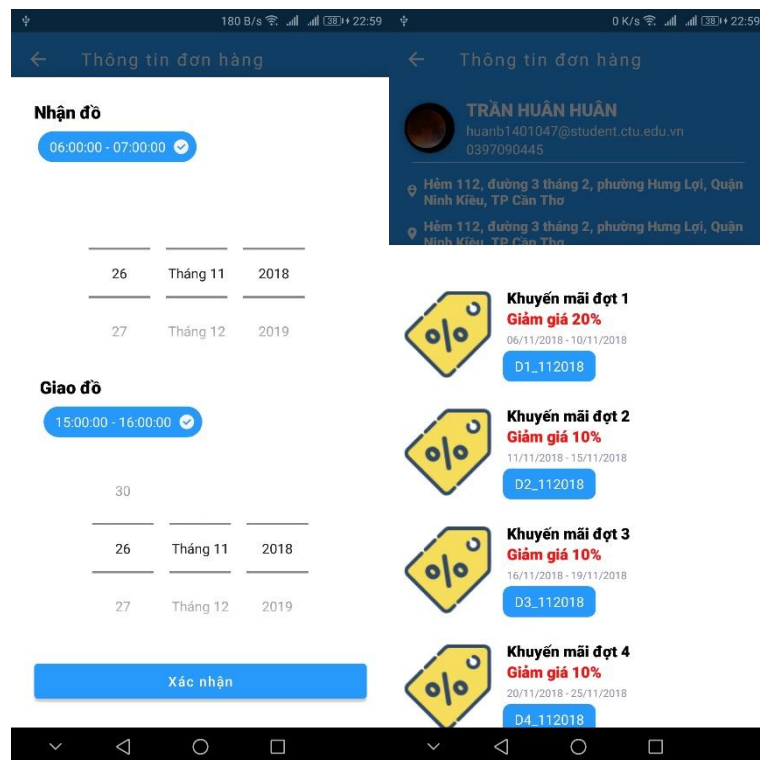 180 B/s 38 22:59
Thông tin đơn hàng
Nhận đồ
06:00:00 - 07:00:00
26 Tháng 11 2018
27 Tháng 12 2019
Giao đồ
15:00:00 - 16:00:00
30
26 Tháng 11 2018
27 Tháng 12 2019
Xác nhận
0 K/s 38 22:59
Thông tin đơn hàng
TRẦN HUÂN HUÂN
huanb1401047@student.ctu.edu.vn
0397090445
Hẻm 112, đường 3 tháng 2, phường Hưng Lợi, Quận
Ninh Kiều, TP Cần Thơ
Hẻm 112, đường 3 tháng 2, phường Hưng Lợi, Quận
Ninh Kiều, TP Cần Thơ
Khuyến mãi đợt 1
Giảm giá 20%
06/11/2018 - 10/11/2018
D1_112018
Khuyến mãi đợt 2
Giảm giá 10%
11/11/2018 - 15/11/2018
D2_112018
Khuyến mãi đợt 3
Giảm giá 10%
16/11/2018 - 19/11/2018
D3_112018
Khuyến mãi đợt 4
Giảm giá 10%
20/11/2018 - 25/11/2018
D4_112018